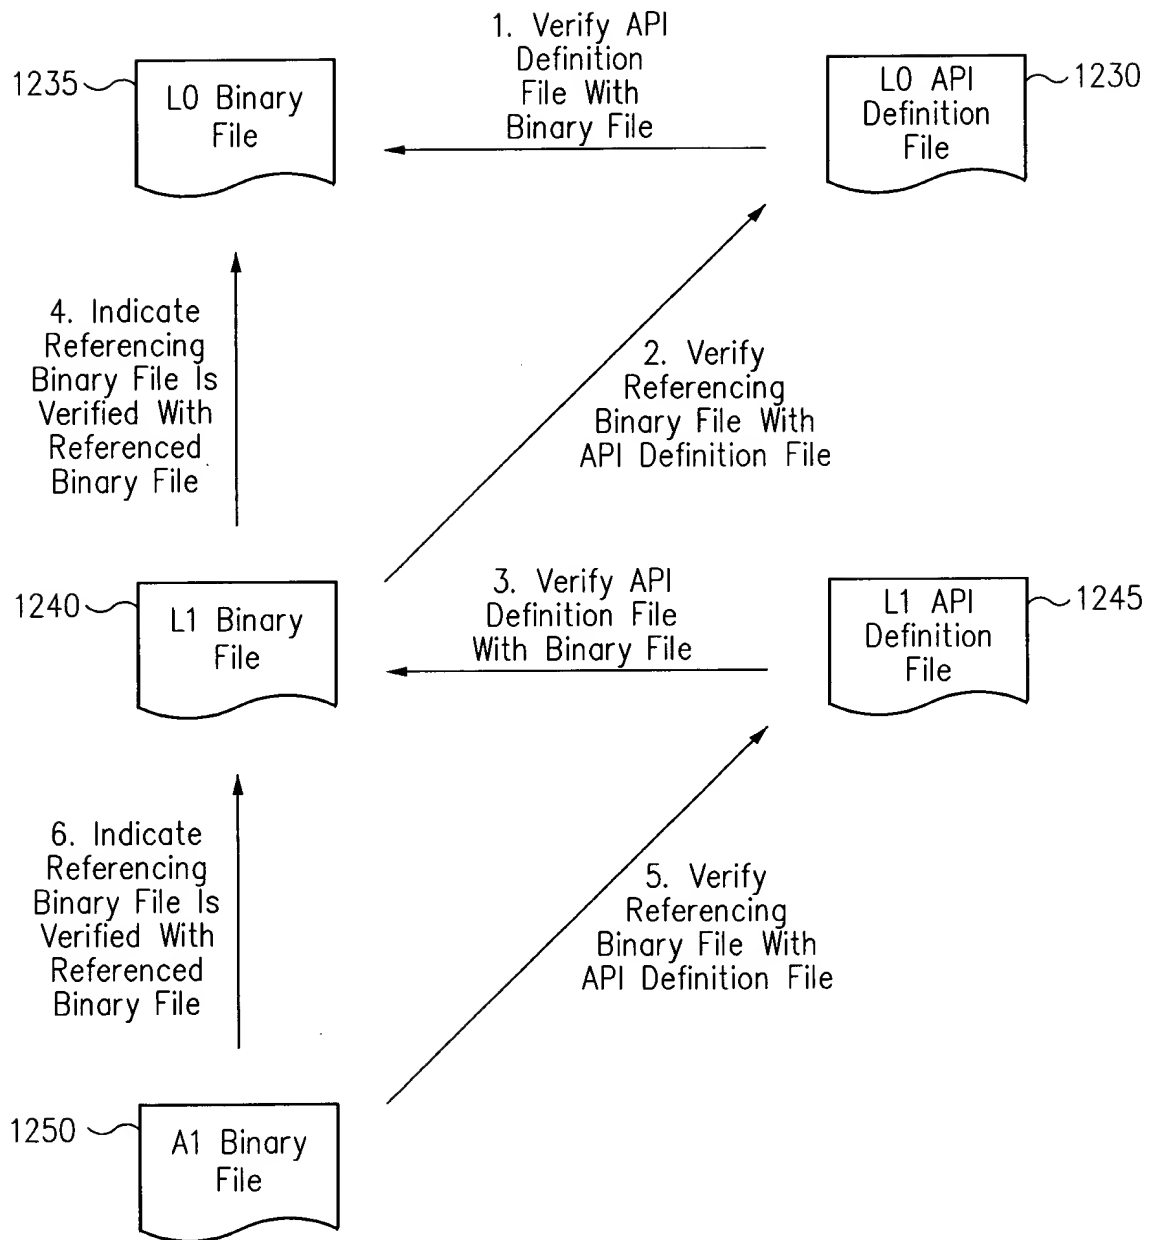 1. Verify API
Definition
File With
Binary File
1235
L0 Binary
File
L0 API
Definition
File
1230
4. Indicate
Referencing
Binary File Is
Verified With
Referenced
Binary File
2. Verify
Referencing
Binary File With
API Definition File
1240
L1 Binary
File
3. Verify API
Definition File
With Binary File
L1 API
Definition
File
1245
6. Indicate
Referencing
Binary File Is
Verified With
Referenced
Binary File
5. Verify
Referencing
Binary File With
API Definition File
1250
A1 Binary
File